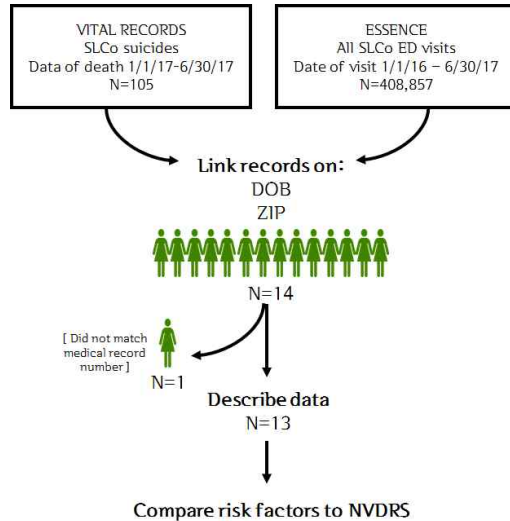 VITAL RECORDS
SLCo suicides
Data of death 1/1/17-6/30/17
N=105
ESSENCE
All SLCo ED visits
Date of visit 1/1/16 – 6/30/17
N=408,857
Link records on:
DOB
ZIP
N=14
[ Did not match
medical record
number ]
N=1
Describe data
N=13
Compare risk factors to NVDRS